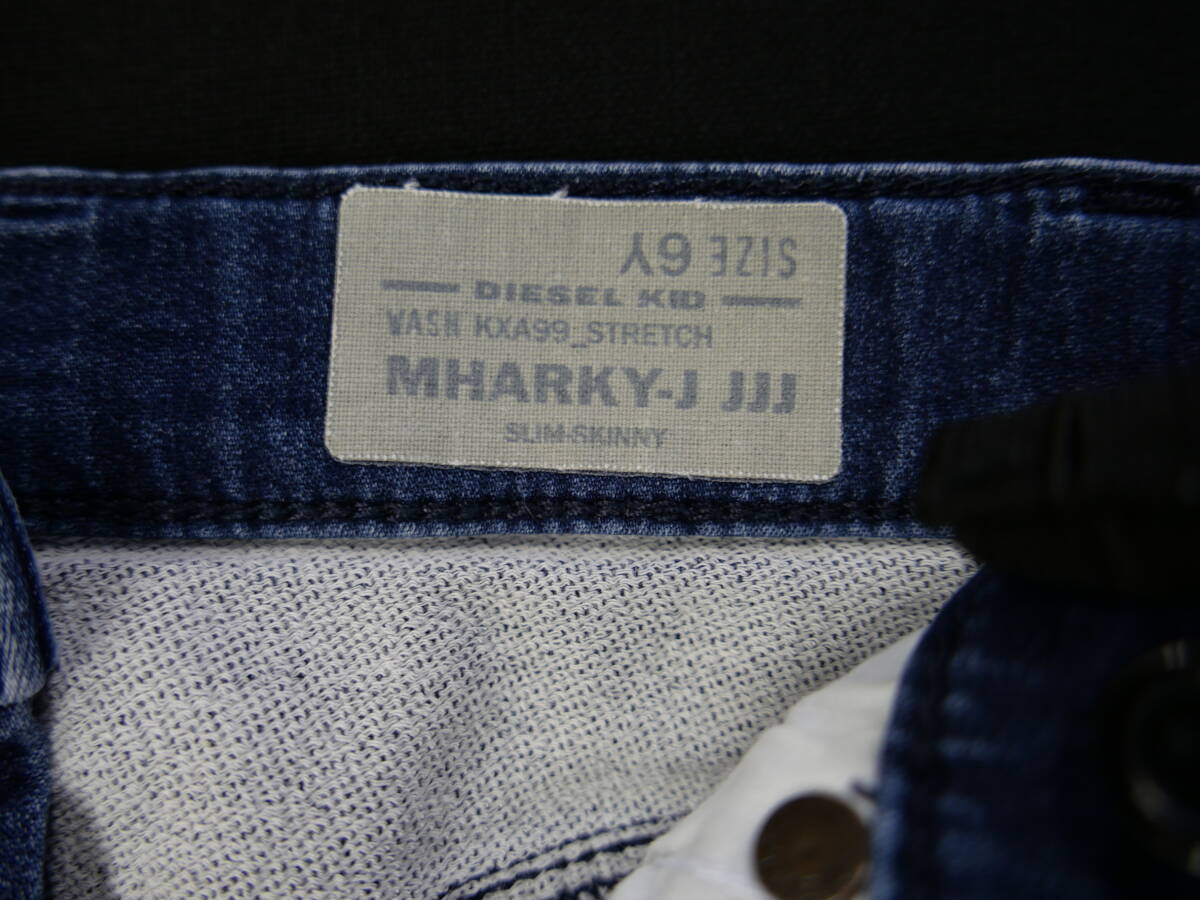 SIZE 6Y
DIESEL KID
WASH KXA99_STRETCH
MHARKY-J JJJ
SLIM-SKINNY